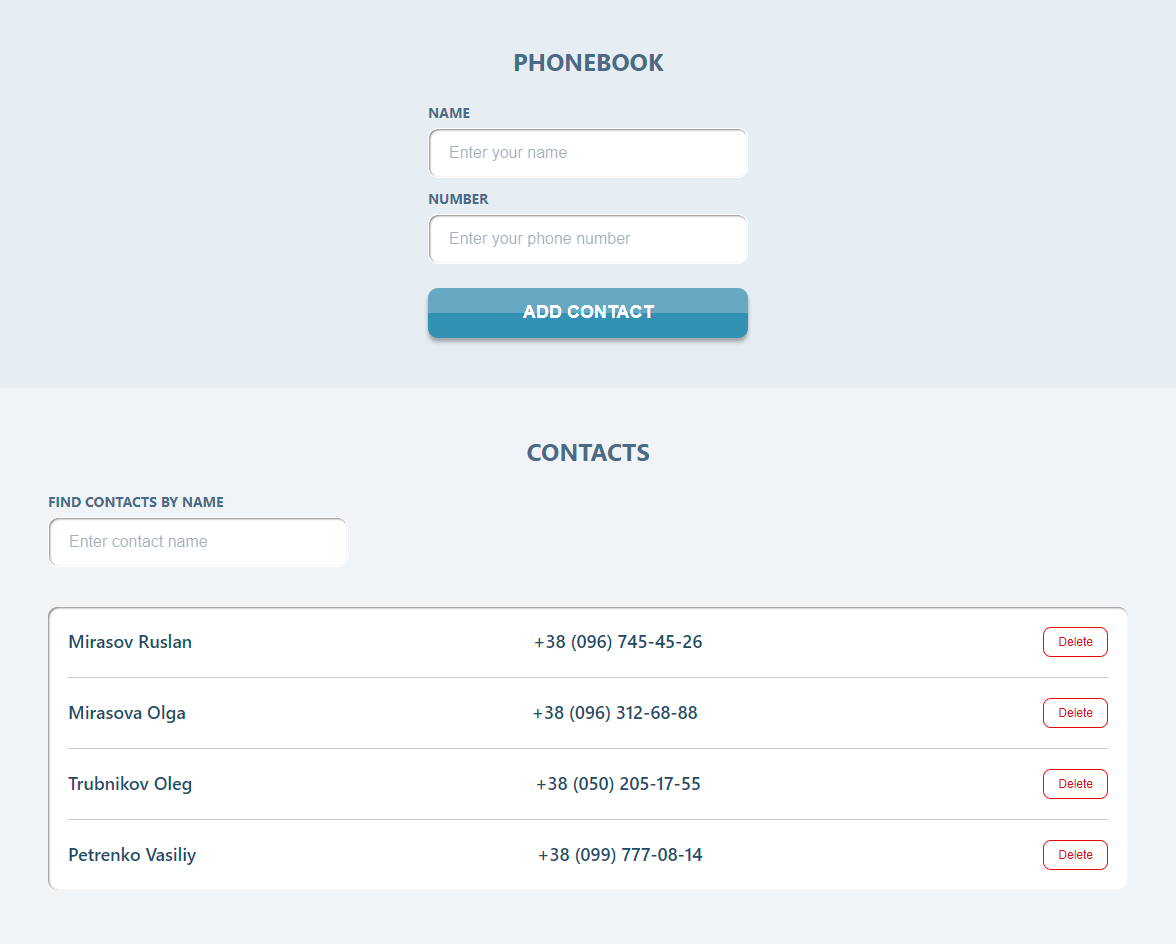 PHONEBOOK
NAME
Enter your name
NUMBER
Enter your phone number
ADD CONTACT
CONTACTS
FIND CONTACTS BY NAME
Enter contact name
Mirasov Ruslan +38 (096) 745-45-26 Delete
Mirasova Olga +38 (096) 312-68-88 Delete
Trubnikov Oleg +38 (050) 205-17-55 Delete
Petrenko Vasiliy +38 (099) 777-08-14 Delete